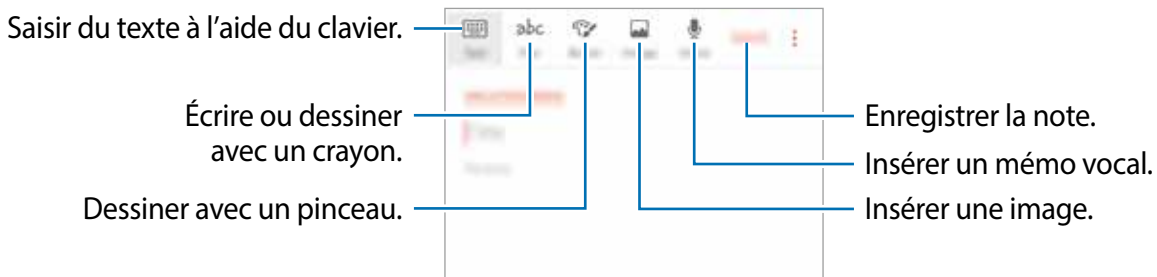 Saisir du texte à l'aide du clavier.
abc
Écrire ou dessiner
avec un crayon.
Dessiner avec un pinceau.
Enregistrer la note.
Insérer un mémo vocal.
Insérer une image.